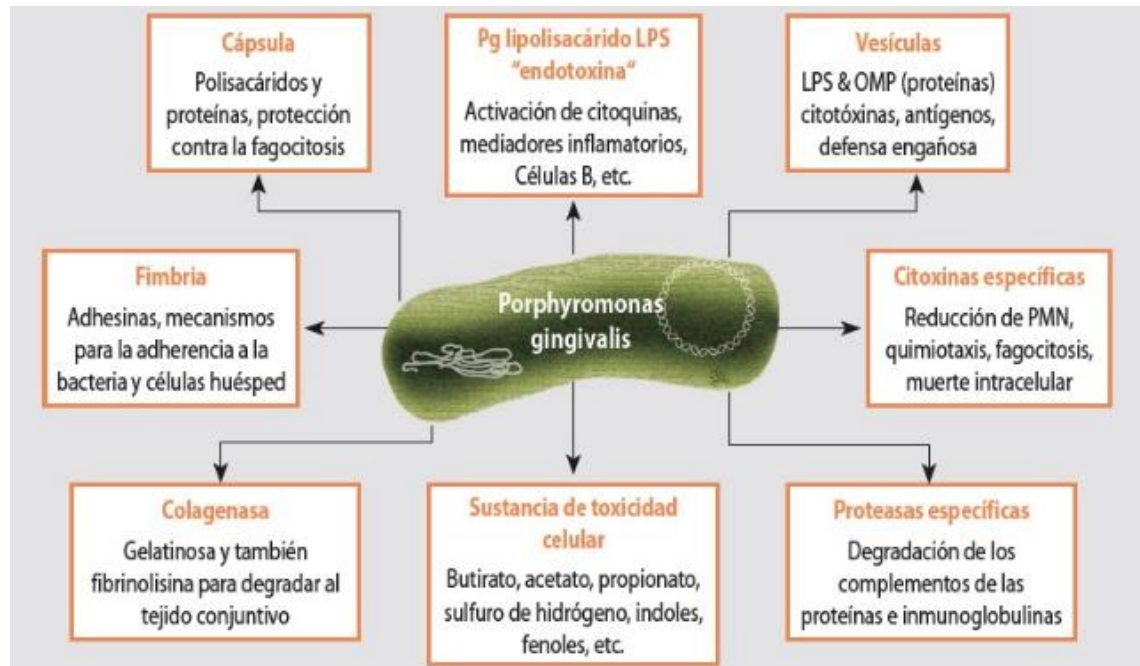 Cápsula
Polisacáridos y
proteínas, protección
contra la fagocitosis
Pg lipolisacárido LPS
"endotoxina"
Activación de citoquinas,
mediadores inflamatorios,
Células B, etc.
Vesículas
LPS & OMP (proteínas)
citotóxinas, antígenos,
defensa engañosa
Fimbria
Adhesinas, mecanismos
para la adherencia a la
bacteria y células huésped
Porphyromonas
gingivalis
Citoxinas específicas
Reducción de PMN,
quimiotaxis, fagocitosis,
muerte intracelular
Colagenasa
Gelatinosa y también
fibrinolisina para degradar al
tejido conjuntivo
Sustancia de toxicidad
celular
Butirato, acetato, propionato,
sulfuro de hidrógeno, indoles,
fenoles, etc.
Proteasas específicas
Degradación de los
complementos de las
proteínas e inmunoglobulinas